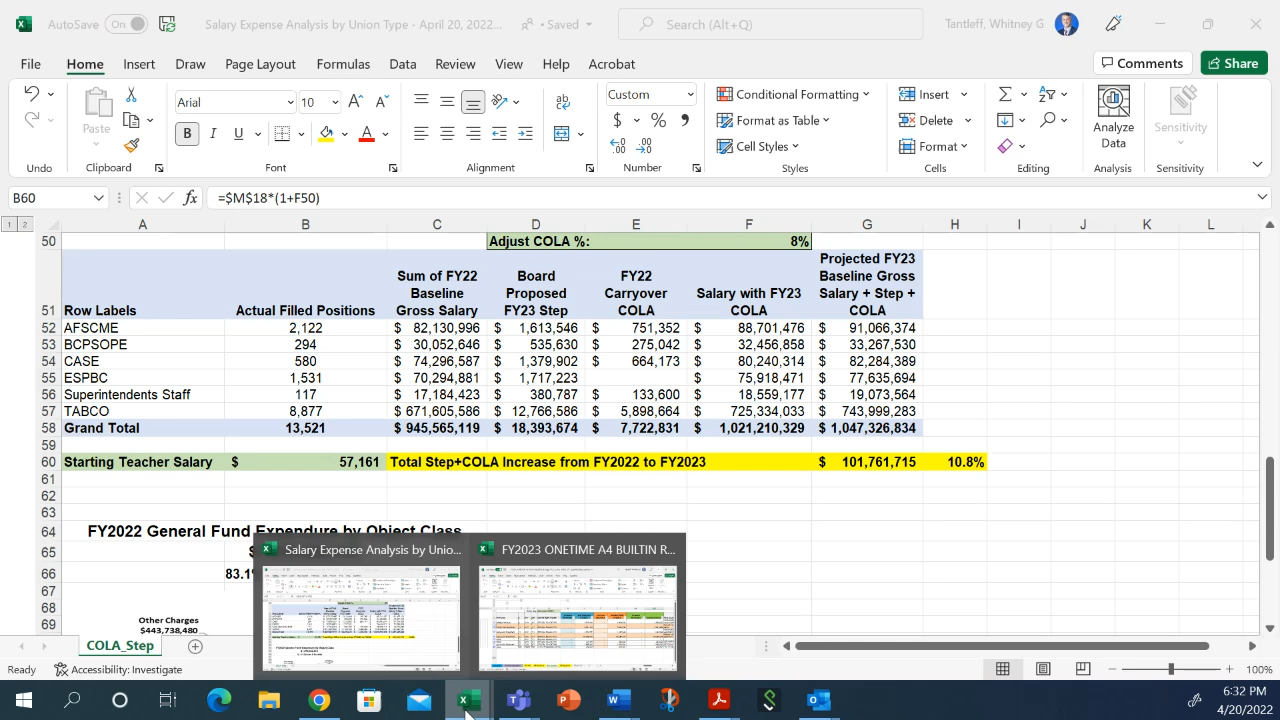 AutoSave On Salary Expense Analysis by Union Type - April 20, 2022... • Saved Search (Alt+Q) Tantleff, Whitney G
File Home Insert Draw Page Layout Formulas Data Review View Help Acrobat Comments Share
Paste Arial 10 Custom Conditional Formatting Insert Analyze Data Sensitivity
Format as Table Delete
B I U $ % Cell Styles Format
Undo Clipboard Font Alignment Number Styles Cells Editing Analysis Sensitivity
B60 fx =$M$18*(1+F50)
1 2 A B C D E F G H I J K L
50 Adjust COLA %: 8%
51 Row Labels Actual Filled Positions Sum of FY22 Baseline Gross Salary Board Proposed FY23 Step FY22 Carryover COLA Salary with FY23 COLA Projected FY23 Baseline Gross Salary + Step + COLA
52 AFSCME 2,122 $ 82,130,996 $ 1,613,546 $ 751,352 $ 88,701,476 $ 91,066,374
53 BCPSOPE 294 $ 30,052,646 $ 535,630 $ 275,042 $ 32,456,858 $ 33,267,530
54 CASE 580 $ 74,296,587 $ 1,379,902 $ 664,173 $ 80,240,314 $ 82,284,389
55 ESPBC 1,531 $ 70,294,881 $ 1,717,223 $ 75,918,471 $ 77,635,694
56 Superintendents Staff 117 $ 17,184,423 $ 380,787 $ 133,600 $ 18,559,177 $ 19,073,564
57 TABCO 8,877 $ 671,605,586 $ 12,766,586 $ 5,898,664 $ 725,334,033 $ 743,999,283
58 Grand Total 13,521 $ 945,565,119 $ 18,393,674 $ 7,722,831 $ 1,021,210,329 $ 1,047,326,834
59
60 Starting Teacher Salary $ 57,161 Total Step+COLA Increase from FY2022 to FY2023 $ 101,761,715 10.8%
61
62
63
64 FY2022 General Fund Expenditure by Object Class
65 $
66 83.1
67
68 Other Charges
69 $443,738,480
Salary Expense Analysis by Unio... FY2023 ONETIME A4 BUILTIN R...
COLA_Step
Ready Accessibility: Investigate 100%
6:32 PM
4/20/2022